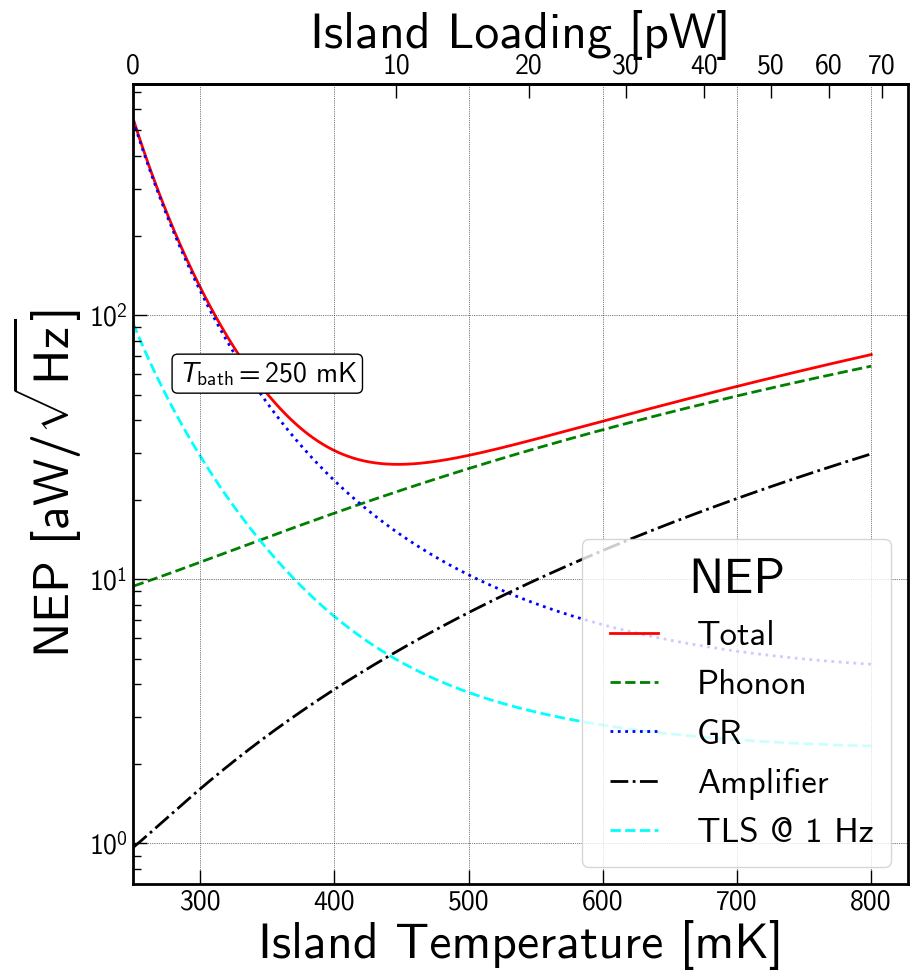 Island Loading [pW]
0 10 20 30 40 50 60 70
NEP [aW/√Hz]
10²
10¹
10⁰
T_bath = 250 mK
NEP
Total
Phonon
GR
Amplifier
TLS @ 1 Hz
300 400 500 600 700 800
Island Temperature [mK]